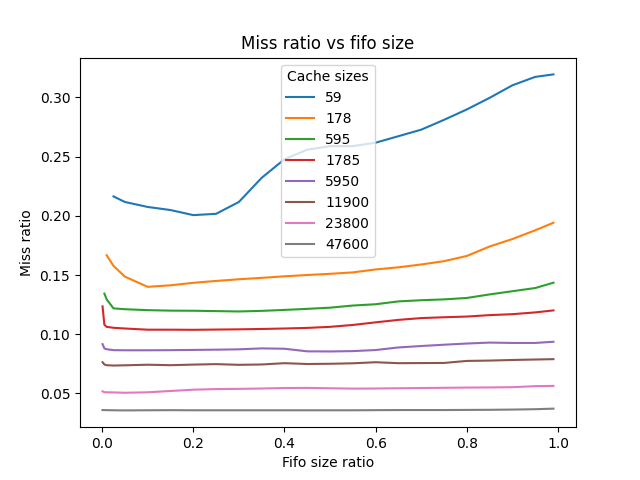 Miss ratio vs fifo size
Cache sizes
59
178
595
1785
5950
11900
23800
47600
0.30
0.25
0.20
0.15
0.10
0.05
Miss ratio
0.0 0.2 0.4 0.6 0.8 1.0
Fifo size ratio